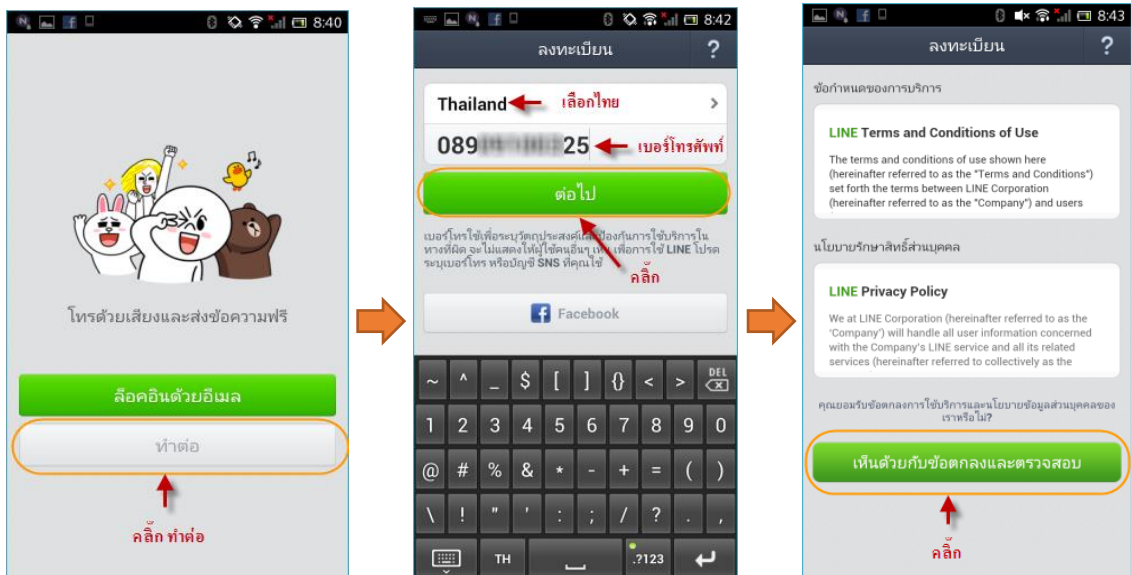 8:40
โทรด้วยเสียงและส่งข้อความฟรี
ล็อคอินด้วยอีเมล
ทำต่อ
คลิ๊ก ทำต่อ
8:42
ลงทะเบียน ?
Thailand เลือกไทย >
089 25 เบอร์โทรศัพท์
ต่อไป
เบอร์โทรใช้เพื่อระบุวัตถุประสงค์และป้องกันการใช้บริการใน
ทางที่ผิด จะไม่แสดงให้ผู้ใช้คนอื่นๆ เห็น เพื่อการใช้ LINE โปรด
ระบุเบอร์โทร หรือบัญชี SNS ที่คุณใช้
คลิ๊ก
f Facebook
~ ^ _ $ [ ] {} < > DEL
1 2 3 4 5 6 7 8 9 0
@ # % & * - + = ( )
\ ! " ' : ; / ? . ,
TH .?123
8:43
ลงทะเบียน ?
ข้อกำหนดของการบริการ
LINE Terms and Conditions of Use
The terms and conditions of use shown here
(hereinafter referred to as the "Terms and Conditions")
set forth the terms between LINE Corporation
(hereinafter referred to as the "Company") and users
นโยบายรักษาสิทธิ์ส่วนบุคคล
LINE Privacy Policy
We at LINE Corporation (hereinafter referred to as the
'Company') will handle all user information concerned
with the Company's LINE service and all its related
services (hereinafter referred to collectively as the
คุณยอมรับข้อตกลงการใช้บริการและนโยบายข้อมูลส่วนบุคคลของ
เราหรือไม่?
เห็นด้วยกับข้อตกลงและตรวจสอบ
คลิ๊ก